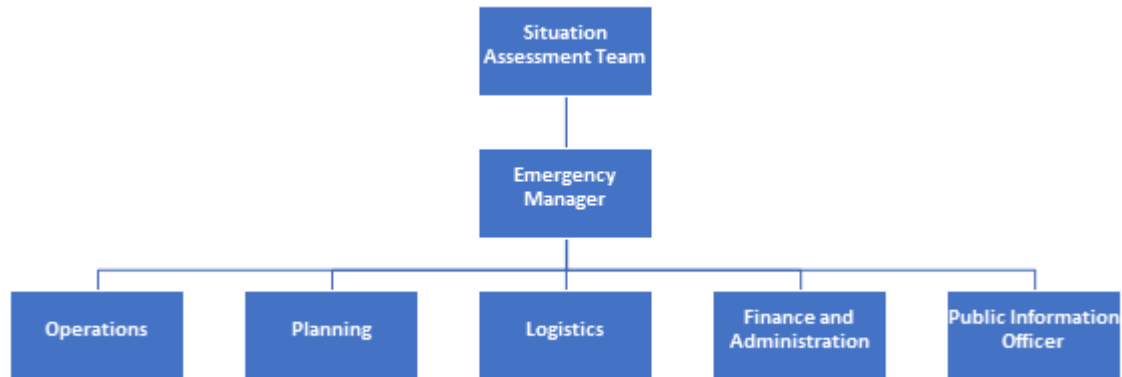 Situation
Assessment Team
Emergency
Manager
Operations
Planning
Logistics
Finance and
Administration
Public Information
Officer